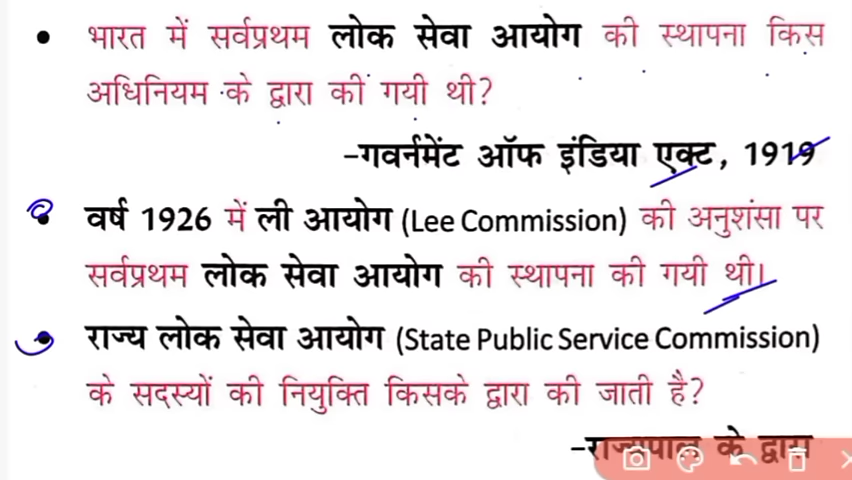 • भारत में सर्वप्रथम लोक सेवा आयोग की स्थापना किस
अधिनियम के द्वारा की गयी थी?
–गवर्नमेंट ऑफ इंडिया एक्ट, 1919
• वर्ष 1926 में ली आयोग (Lee Commission) की अनुशंसा पर
सर्वप्रथम लोक सेवा आयोग की स्थापना की गयी थी।
• राज्य लोक सेवा आयोग (State Public Service Commission)
के सदस्यों की नियुक्ति किसके द्वारा की जाती है?
–राज्यपाल के द्वारा